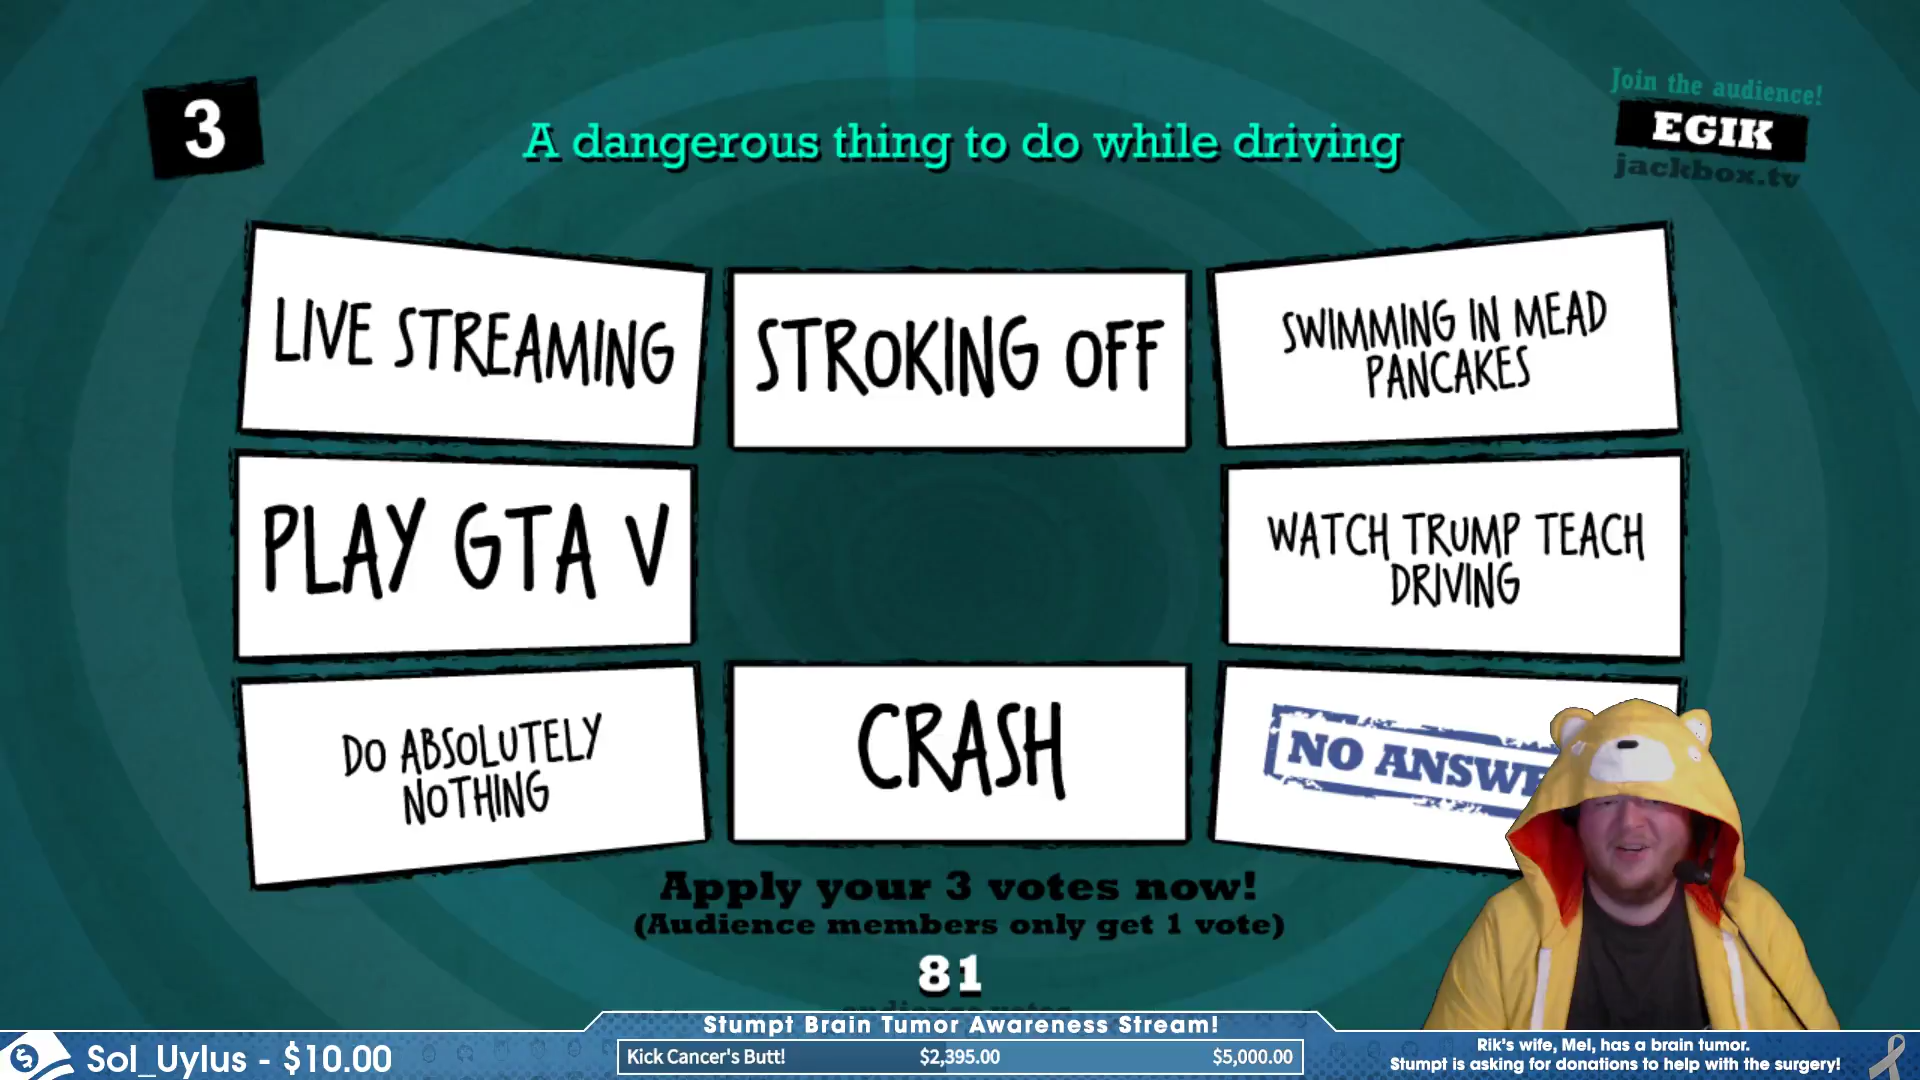 3
A dangerous thing to do while driving
Join the audience!
EGIK
jackbox.tv
LIVE STREAMING
STROKING OFF
SWIMMING IN MEAD
PANCAKES
PLAY GTA V
WATCH TRUMP TEACH
DRIVING
DO ABSOLUTELY
NOTHING
CRASH
NO
Apply your 3 votes now!
(Audience members only get 1 vote)
81
audience votes
Stumpt Brain Tumor Awareness Stream!
Sol_Uylus - $10.00
Kick Cancer's Butt! $2,395.00 $5,000.00
Rik's wife, Mel, has a brain tumor.
Stumpt is asking for donations to help with the surgery!